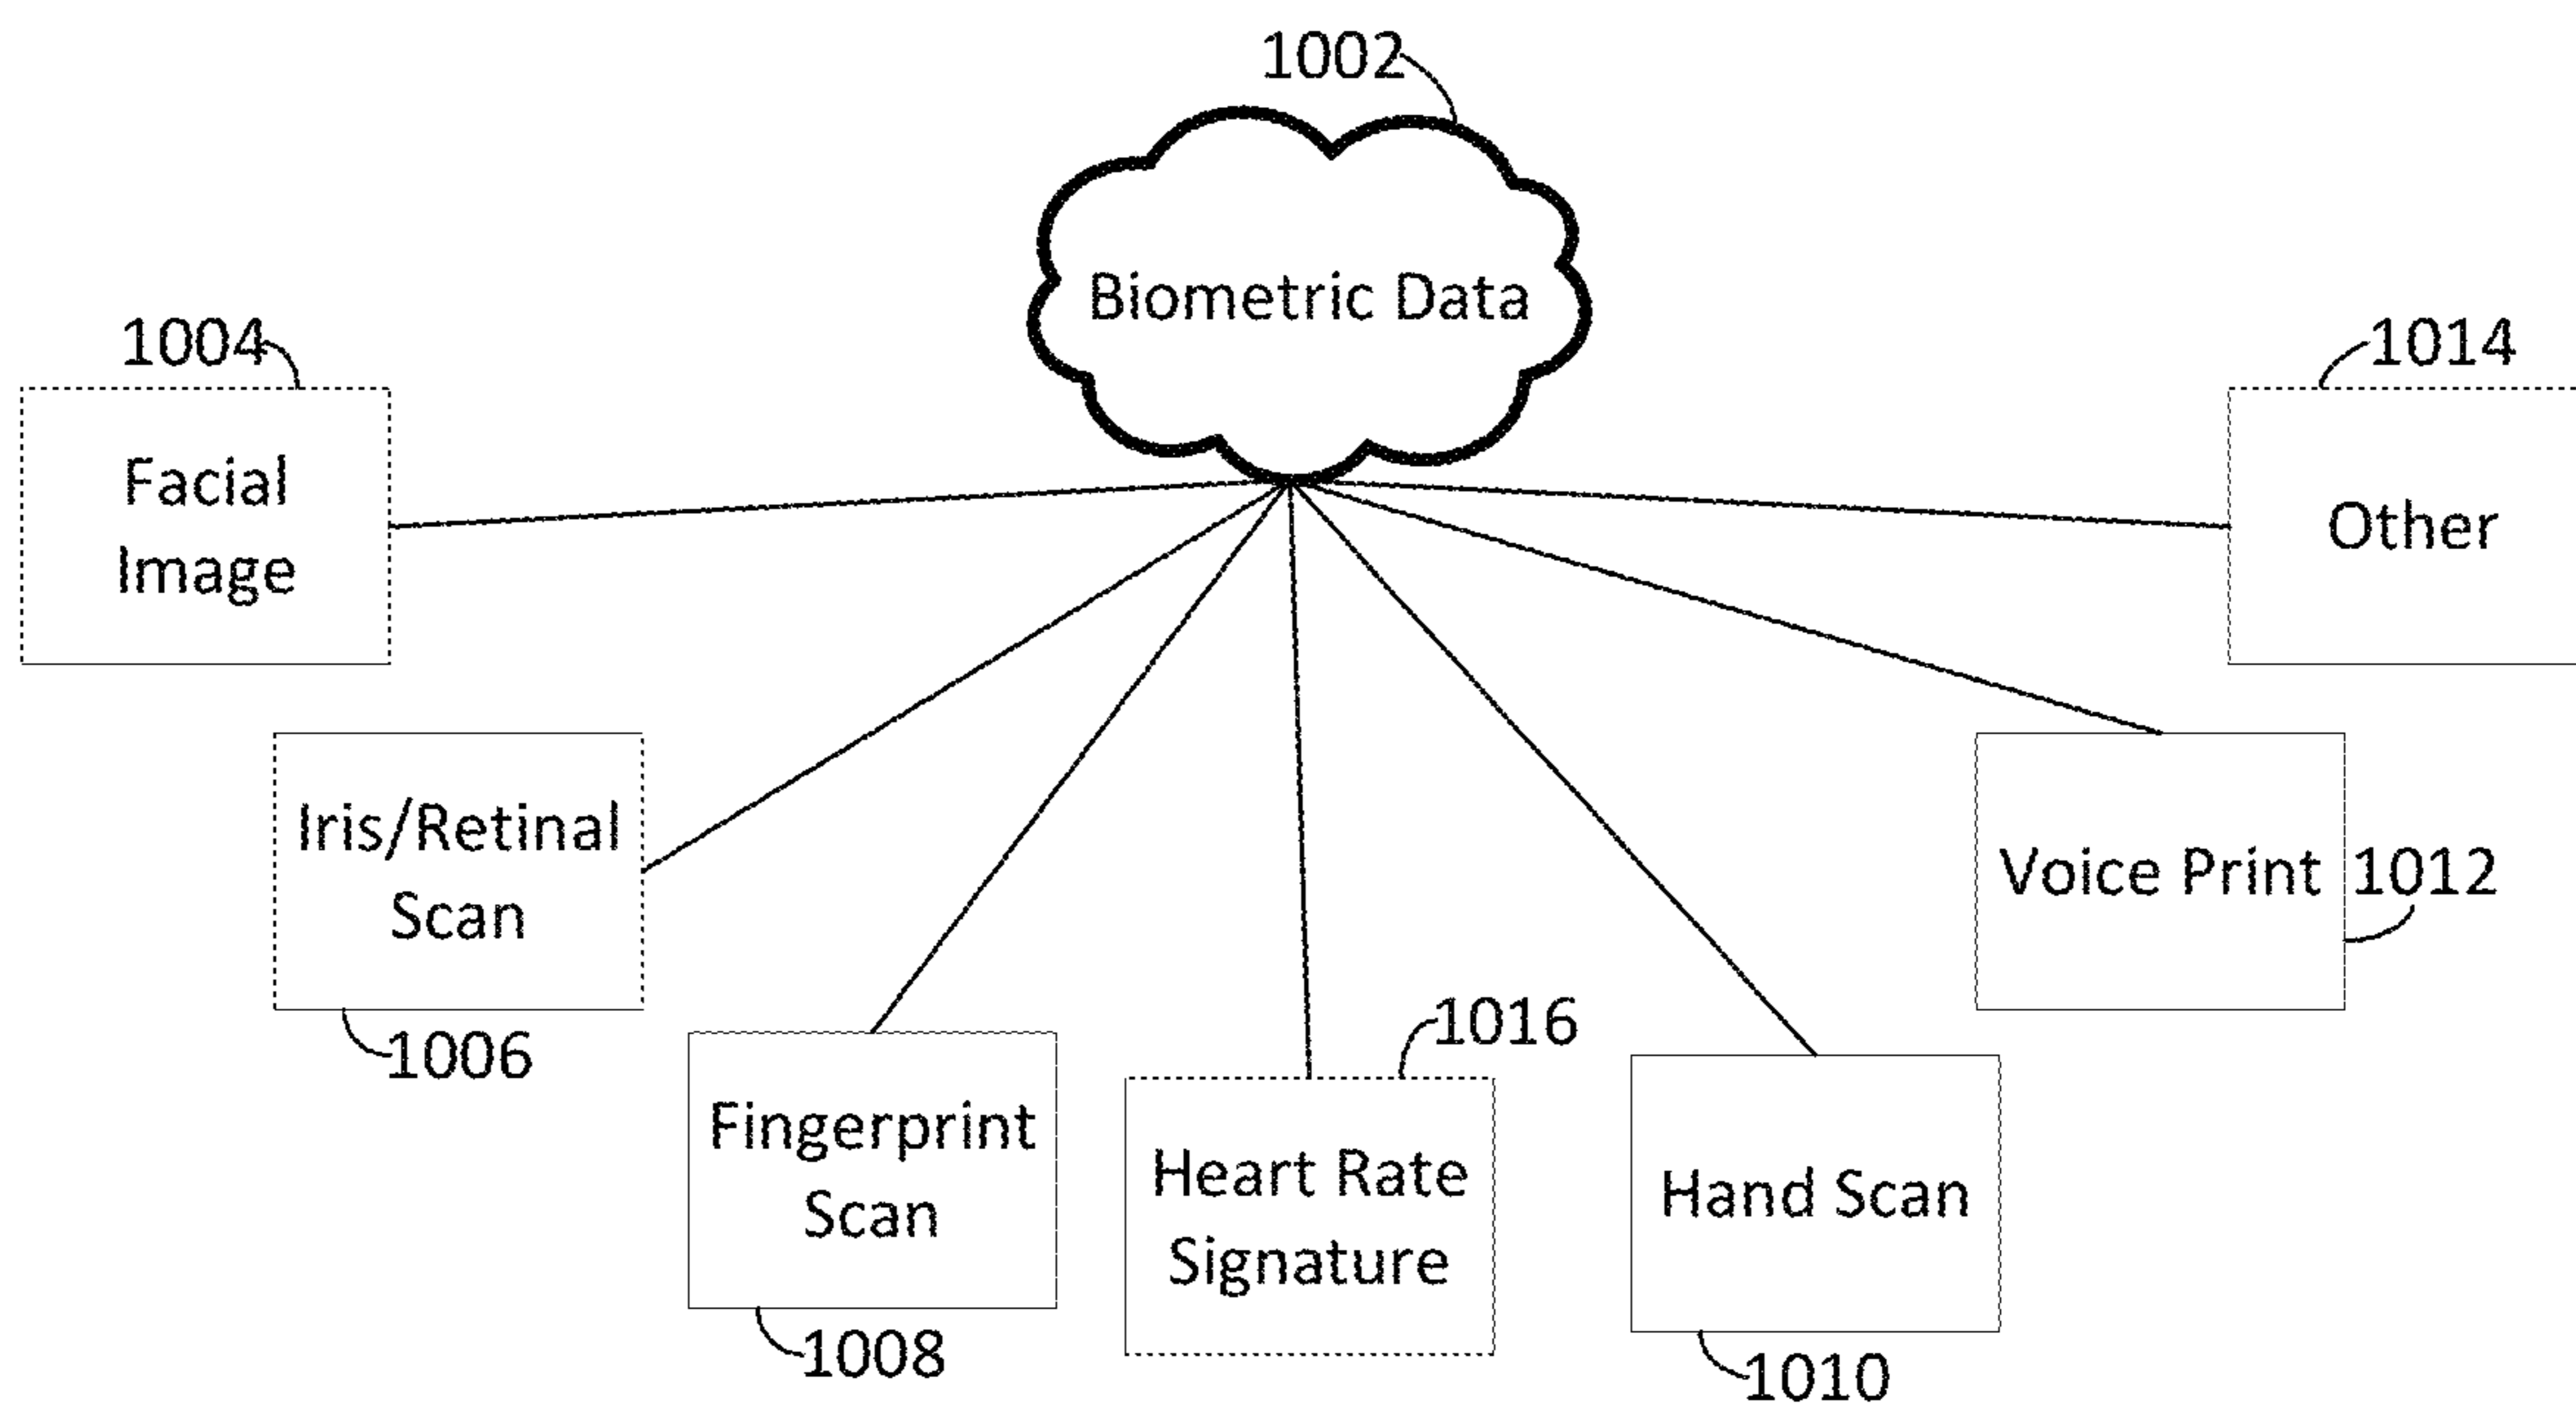 1002
Biometric Data
1004
Facial
Image
1014
Other
Iris/Retinal
Scan
1006
Voice Print
1012
Fingerprint
Scan
1008
1016
Heart Rate
Signature
Hand Scan
1010